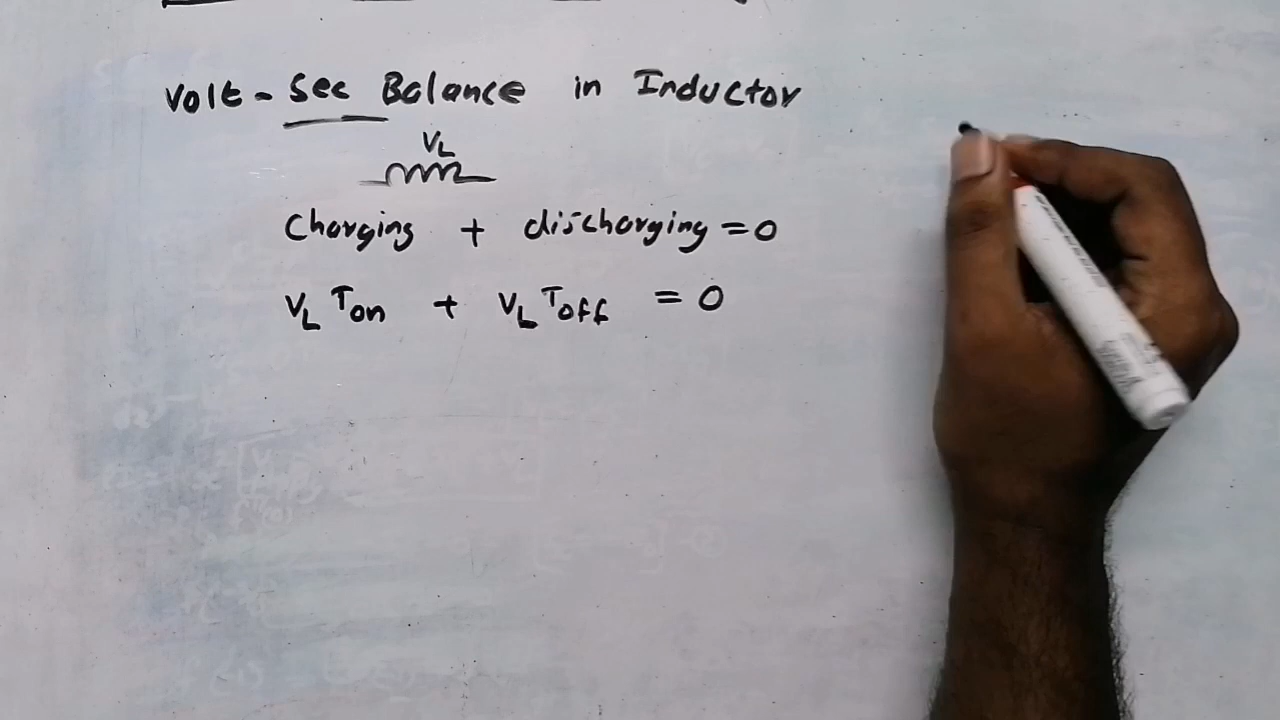 Volt - Sec Balance in Inductor
VL
Charging + discharging = 0
VL Ton + VL Toff = 0